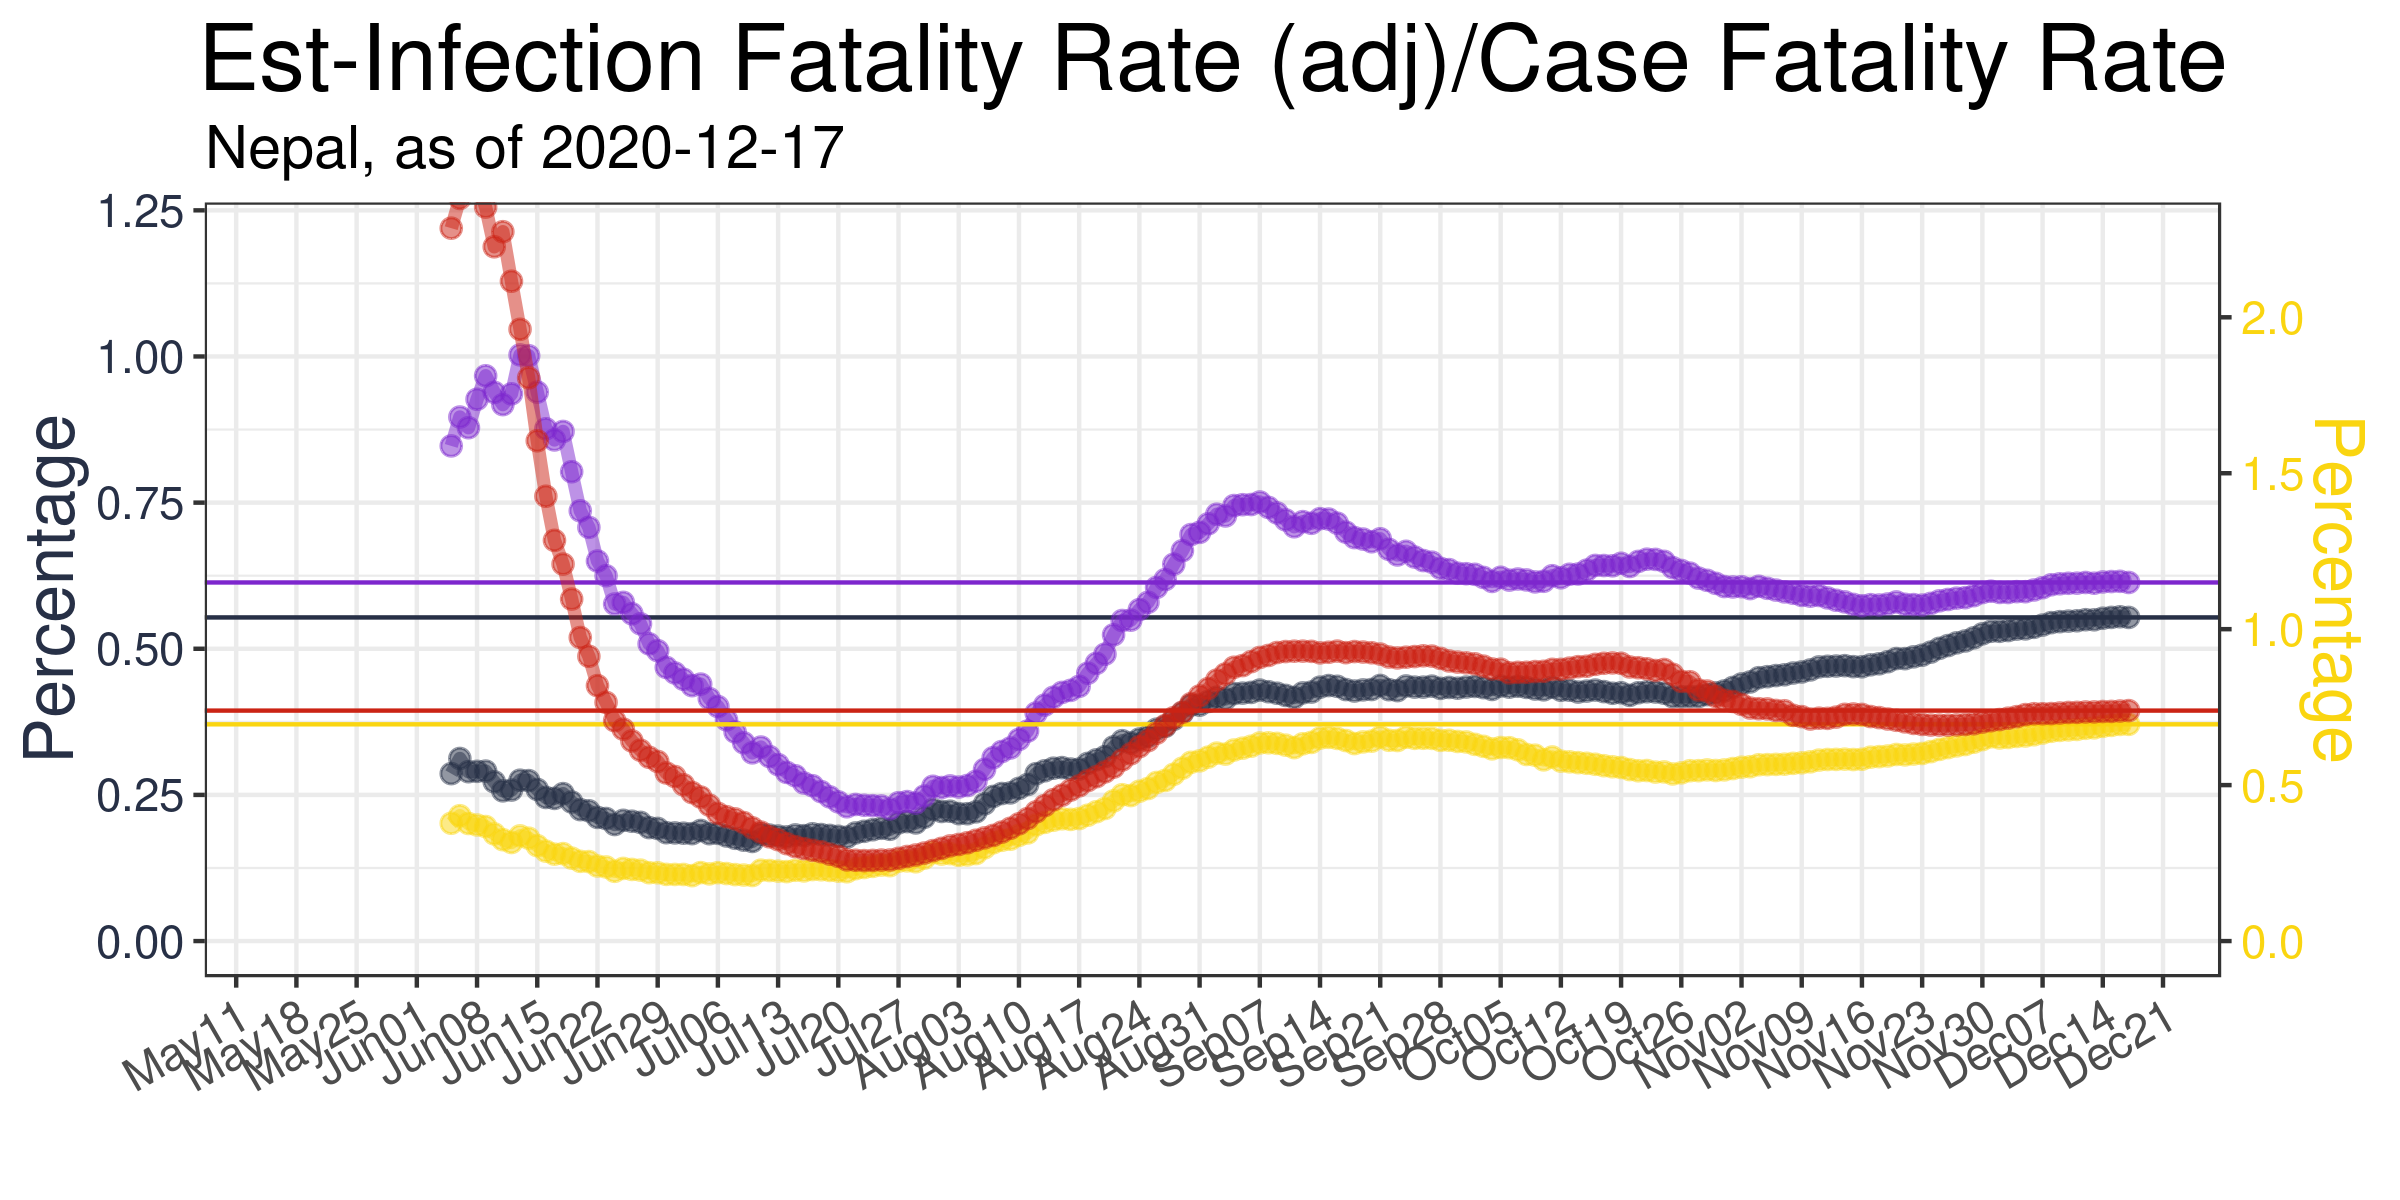 Est-Infection Fatality Rate (adj)/Case Fatality Rate
Nepal, as of 2020-12-17
Percentage
1.25
1.00
0.75
0.50
0.25
0.00
2.0
1.5
1.0
0.5
0.0
Percentage
May11
May18
May25
Jun01
Jun08
Jun15
Jun22
Jun29
Jul06
Jul13
Jul20
Jul27
Aug03
Aug10
Aug17
Aug24
Aug31
Sep07
Sep14
Sep21
Sep28
Oct05
Oct12
Oct19
Oct26
Nov02
Nov09
Nov16
Nov23
Nov30
Dec07
Dec14
Dec21